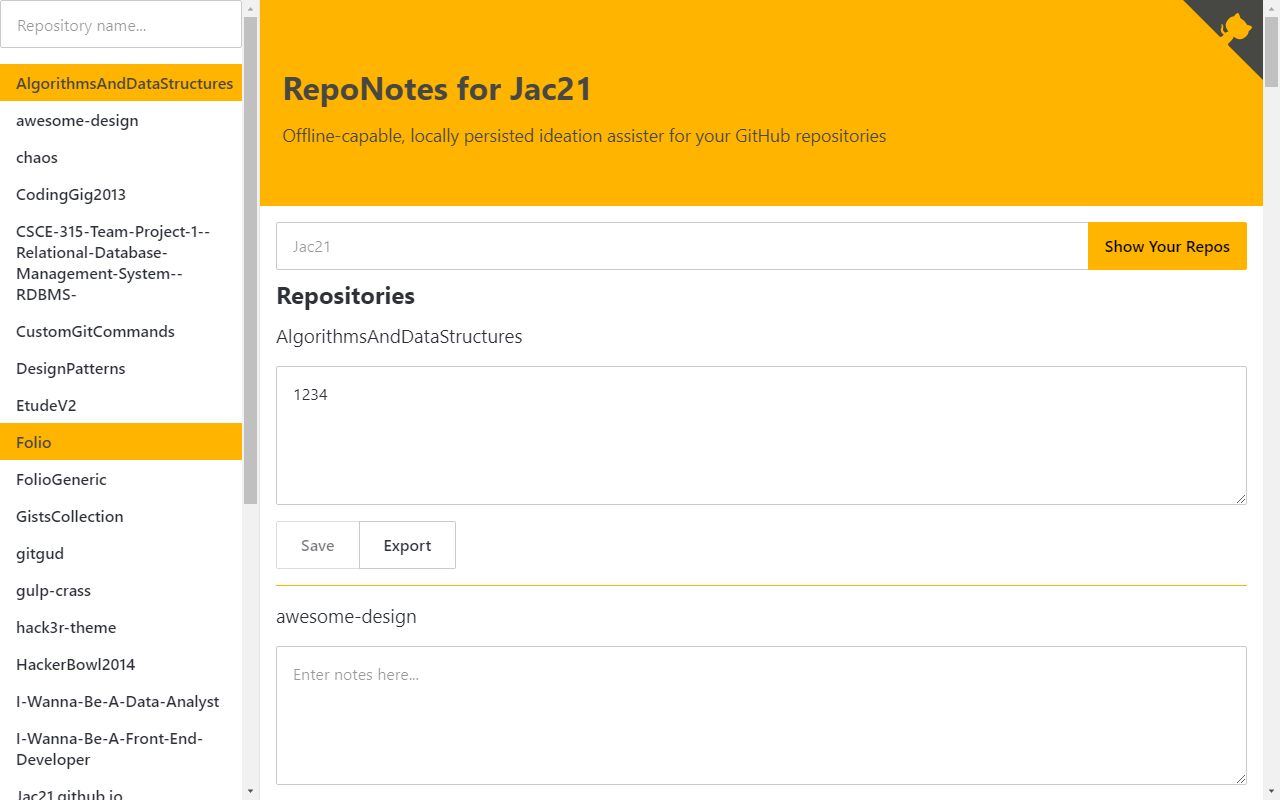 Repository name...
AlgorithmsAndDataStructures
awesome-design
chaos
CodingGig2013
CSCE-315-Team-Project-1--
Relational-Database-
Management-System--
RDBMS-
CustomGitCommands
DesignPatterns
EtudeV2
Folio
FolioGeneric
GistsCollection
gitgud
gulp-crass
hack3r-theme
HackerBowl2014
I-Wanna-Be-A-Data-Analyst
I-Wanna-Be-A-Front-End-
Developer
Jac21.github.io
RepoNotes for Jac21
Offline-capable, locally persisted ideation assister for your GitHub repositories
Jac21
Show Your Repos
Repositories
AlgorithmsAndDataStructures
1234
Save
Export
awesome-design
Enter notes here...